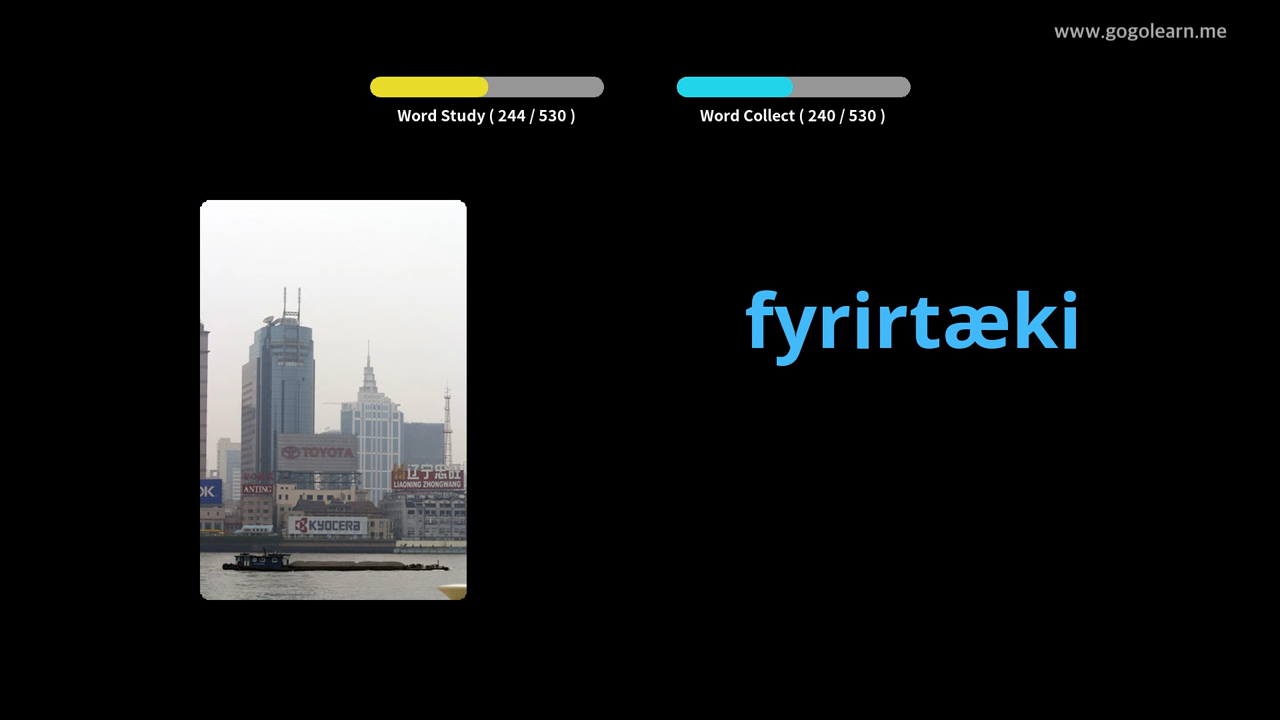 www.gogolearn.me
Word Study ( 244 / 530 )
Word Collect ( 240 / 530 )
fyrirtæki
TOYOTA
辽宁忠旺
LIAONING ZHONGWANG
OK
ANTING
KYOCERA